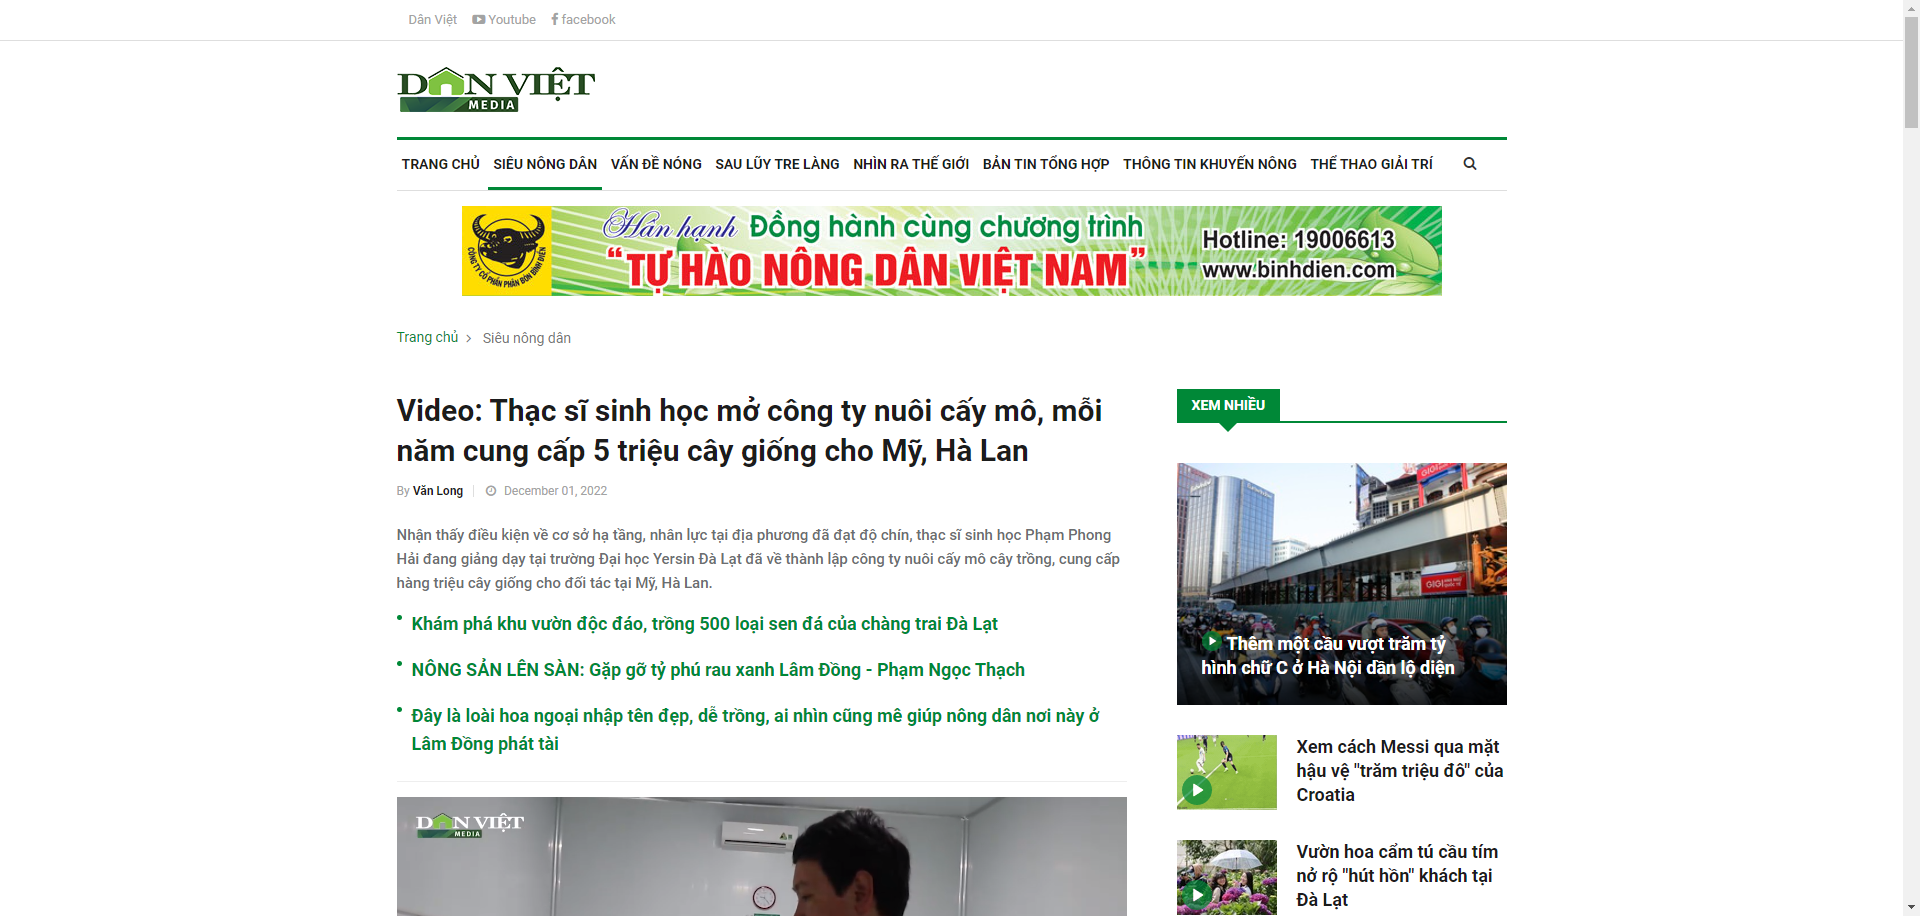 Dân Việt Youtube facebook
DÂN VIỆT
MEDIA
TRANG CHỦ SIÊU NÔNG DÂN VẤN ĐỀ NÓNG SAU LŨY TRE LÀNG NHÌN RA THẾ GIỚI BẢN TIN TỔNG HỢP THÔNG TIN KHUYẾN NÔNG THỂ THAO GIẢI TRÍ
CÔNG TY CỔ PHẦN PHÂN BÓN BÌNH ĐIỀN
Hân hạnh Đồng hành cùng chương trình
“TỰ HÀO NÔNG DÂN VIỆT NAM”
Hotline: 19006613
www.binhdien.com
Trang chủ > Siêu nông dân
Video: Thạc sĩ sinh học mở công ty nuôi cấy mô, mỗi
năm cung cấp 5 triệu cây giống cho Mỹ, Hà Lan
By Văn Long December 01, 2022
Nhận thấy điều kiện về cơ sở hạ tầng, nhân lực tại địa phương đã đạt độ chín, thạc sĩ sinh học Phạm Phong
Hải đang giảng dạy tại trường Đại học Yersin Đà Lạt đã về thành lập công ty nuôi cấy mô cây trồng, cung cấp
hàng triệu cây giống cho đối tác tại Mỹ, Hà Lan.
• Khám phá khu vườn độc đáo, trồng 500 loại sen đá của chàng trai Đà Lạt
• NÔNG SẢN LÊN SÀN: Gặp gỡ tỷ phú rau xanh Lâm Đồng - Phạm Ngọc Thạch
• Đây là loài hoa ngoại nhập tên đẹp, dễ trồng, ai nhìn cũng mê giúp nông dân nơi này ở
Lâm Đồng phát tài
DÂN VIỆT
MEDIA
XEM NHIỀU
GIGI
GIGI
Thêm một cầu vượt trăm tỷ
hình chữ C ở Hà Nội dần lộ diện
Xem cách Messi qua mặt
hậu vệ "trăm triệu đô" của
Croatia
Vườn hoa cẩm tú cầu tím
nở rộ "hút hồn" khách tại
Đà Lạt